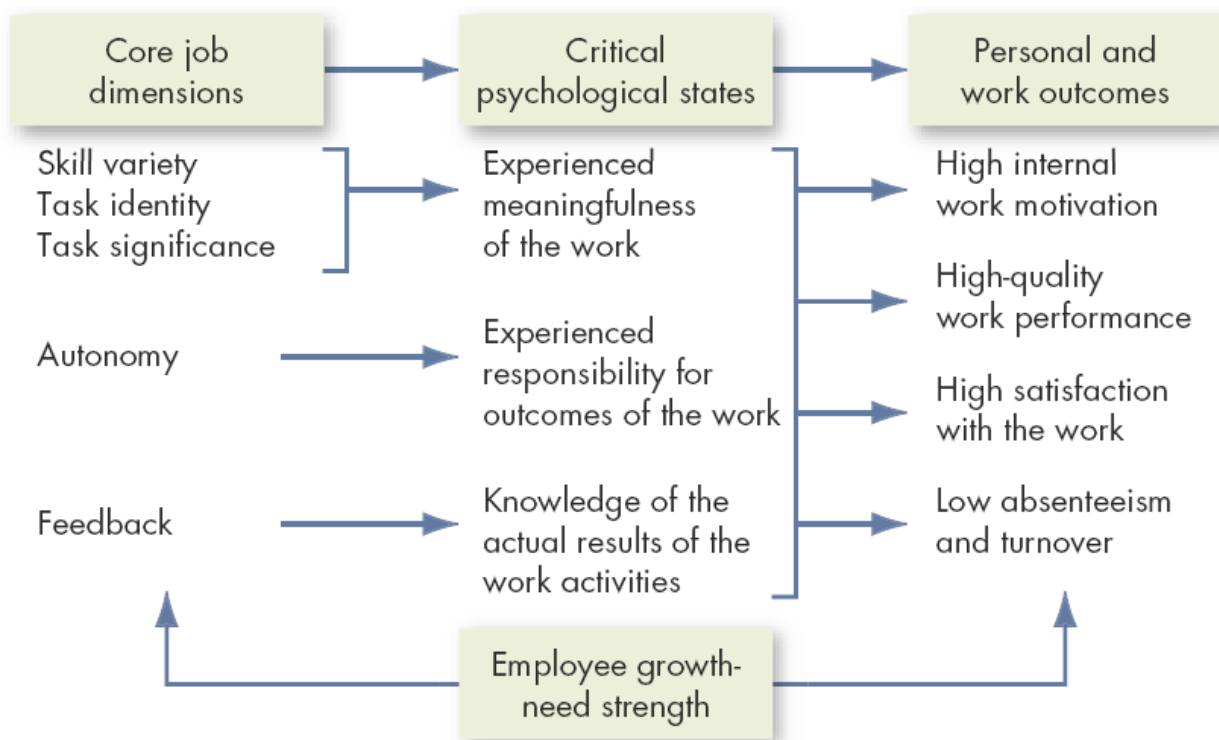 Core job
dimensions
Critical
psychological states
Personal and
work outcomes
Skill variety
Task identity
Task significance
Experienced
meaningfulness
of the work
High internal
work motivation
High-quality
work performance
Autonomy
Experienced
responsibility for
outcomes of the work
High satisfaction
with the work
Feedback
Knowledge of the
actual results of the
work activities
Low absenteeism
and turnover
Employee growth-
need strength